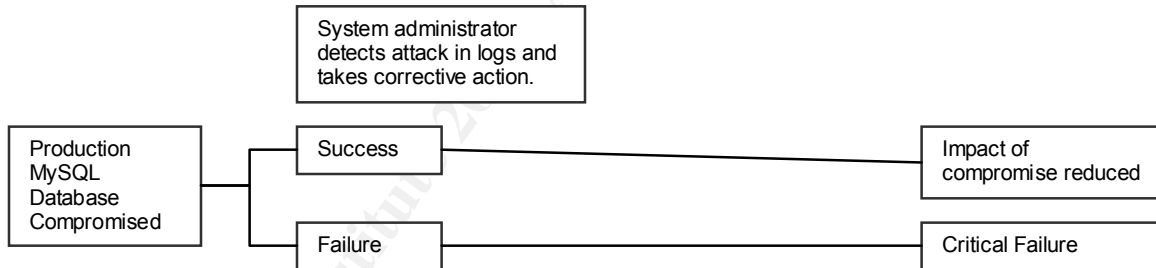 System administrator
detects attack in logs and
takes corrective action.
Production
MySQL
Database
Compromised
Success
Impact of
compromise reduced
Failure
Critical Failure